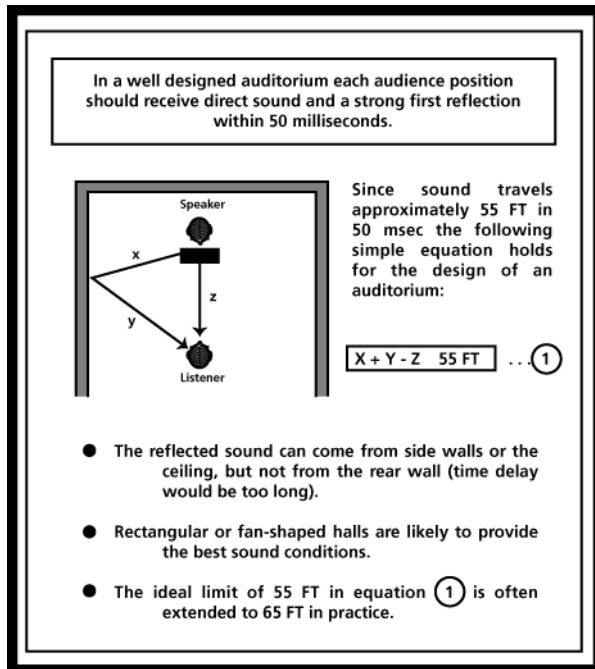 In a well designed auditorium each audience position
should receive direct sound and a strong first reflection
within 50 milliseconds.
Speaker
x
z
y
Listener
Since sound travels
approximately 55 FT in
50 msec the following
simple equation holds
for the design of an
auditorium:
X + Y - Z 55 FT ...1
● The reflected sound can come from side walls or the
ceiling, but not from the rear wall (time delay
would be too long).
● Rectangular or fan-shaped halls are likely to provide
the best sound conditions.
● The ideal limit of 55 FT in equation 1 is often
extended to 65 FT in practice.